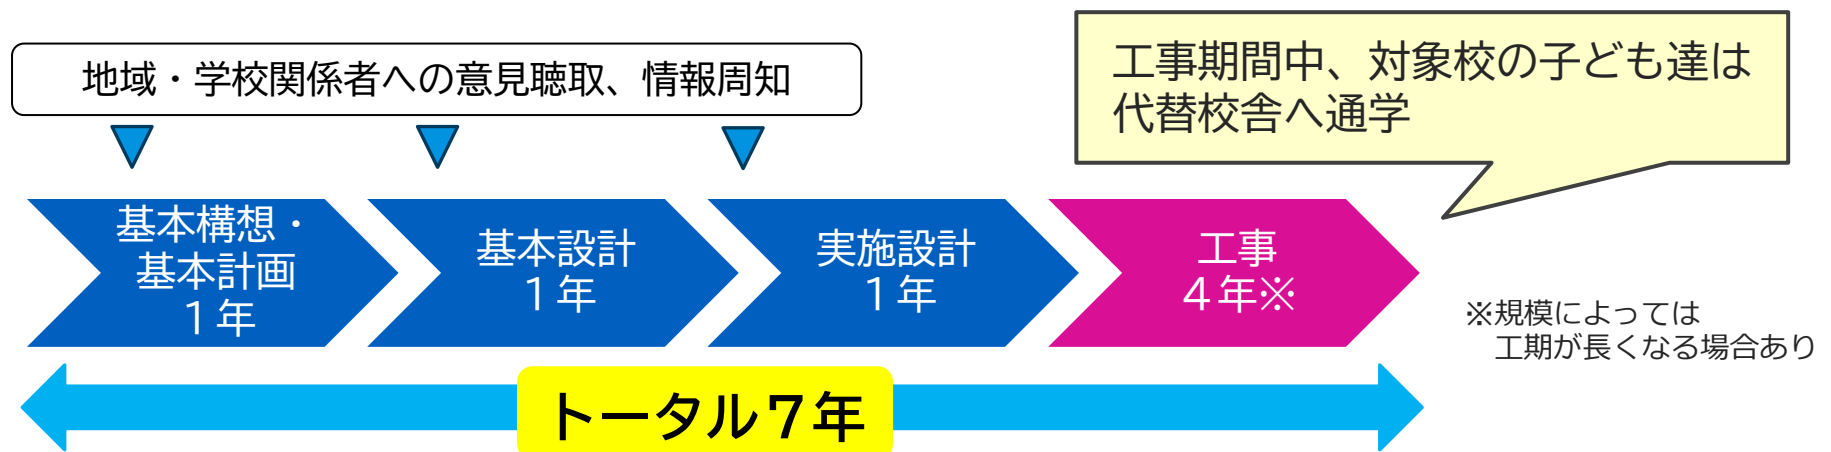 地域・学校関係者への意見聴取、情報周知
工事期間中、対象校の子ども達は
代替校舎へ通学
基本構想・
基本計画
１年
基本設計
１年
実施設計
１年
工事
４年※
※規模によっては
工期が長くなる場合あり
トータル７年